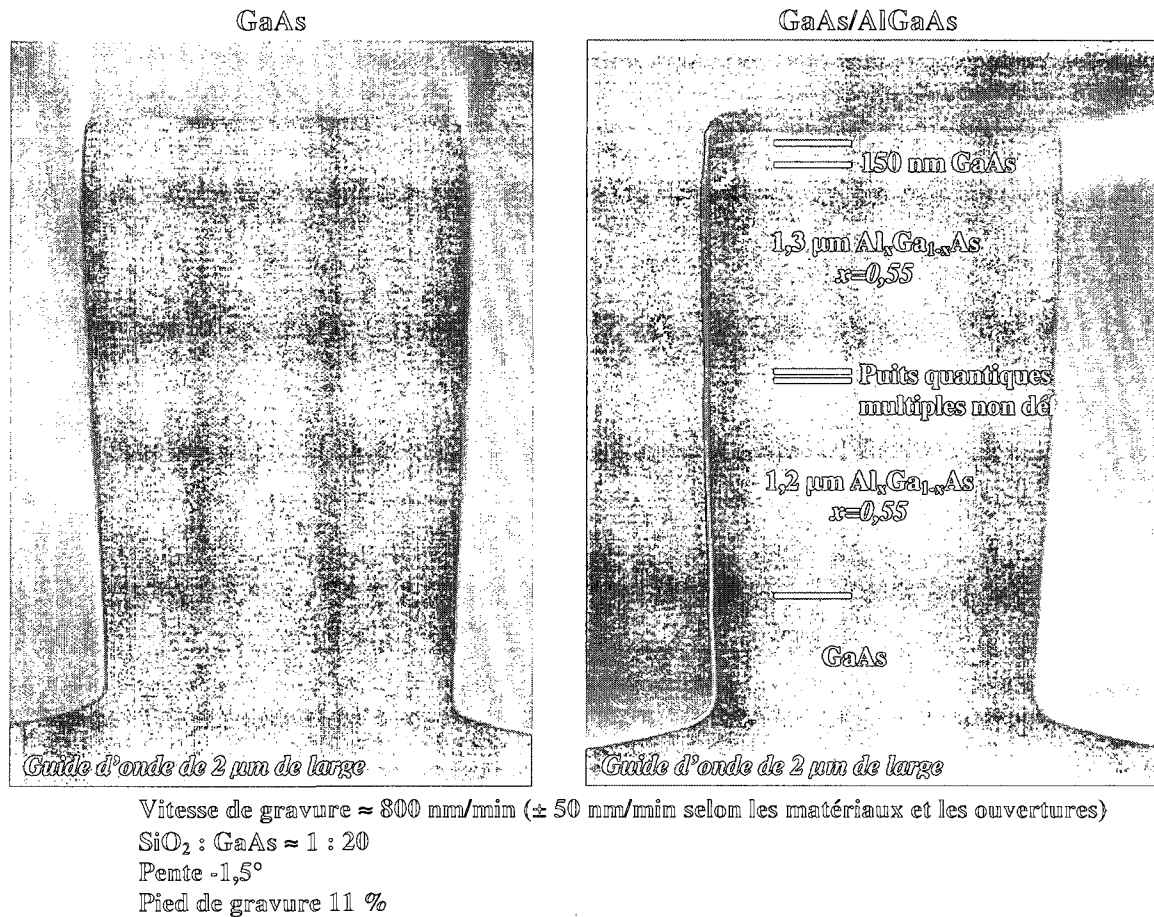 GaAs
GaAs/AlGaAs
150 nm GaAs
1,3 µm AlₓGa₁₋ₓAs
x=0,55
Puits quantiques
multiples non dé
1,2 µm AlₓGa₁₋ₓAs
x=0,55
GaAs
Guide d'onde de 2 µm de large
Guide d'onde de 2 µm de large
Vitesse de gravure ≈ 800 nm/min (± 50 nm/min selon les matériaux et les ouvertures)
SiO₂ : GaAs ≈ 1 : 20
Pente -1,5°
Pied de gravure 11 %